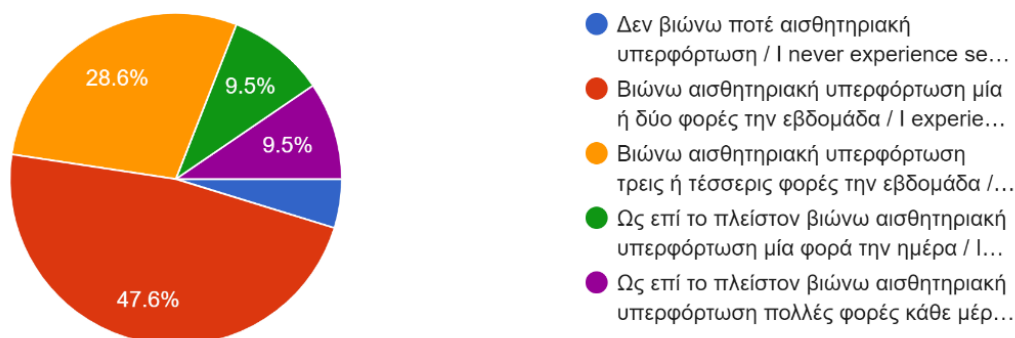 28.6%
9.5%
9.5%
47.6%
Δεν βιώνω ποτέ αισθητηριακή
υπερφόρτωση / I never experience se…
Βιώνω αισθητηριακή υπερφόρτωση μία
ή δύο φορές την εβδομάδα / I experie…
Βιώνω αισθητηριακή υπερφόρτωση
τρεις ή τέσσερις φορές την εβδομάδα /…
Ως επί το πλείστον βιώνω αισθητηριακή
υπερφόρτωση μία φορά την ημέρα / I…
Ως επί το πλείστον βιώνω αισθητηριακή
υπερφόρτωση πολλές φορές κάθε μέρ…